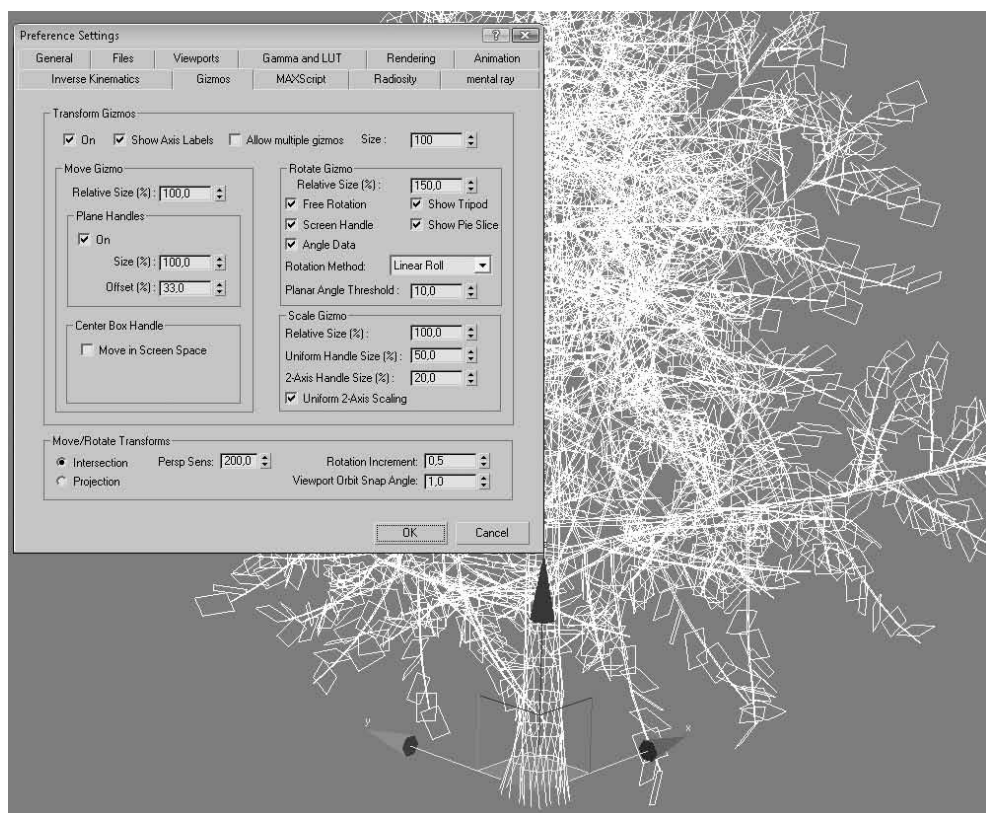 Preference Settings
General Files Viewports Gamma and LUT Rendering Animation
Inverse Kinematics Gizmos MAXScript Radiosity mental ray
Transform Gizmos
On Show Axis Labels Allow multiple gizmos Size : 100
Move Gizmo
Relative Size (%) : 100,0
Plane Handles
On
Size (%) : 100,0
Offset (%) : 33,0
Center Box Handle
Move in Screen Space
Rotate Gizmo
Relative Size (%) : 150,0
Free Rotation Show Tripod
Screen Handle Show Pie Slice
Angle Data
Rotation Method: Linear Roll
Planar Angle Threshold : 10,0
Scale Gizmo
Relative Size (%) : 100,0
Uniform Handle Size (%) : 50,0
2-Axis Handle Size (%) : 20,0
Uniform 2-Axis Scaling
Move/Rotate Transforms
Intersection Persp Sens: 200,0 Rotation Increment: 0,5
Projection Viewport Orbit Snap Angle: 1,0
OK Cancel
y x